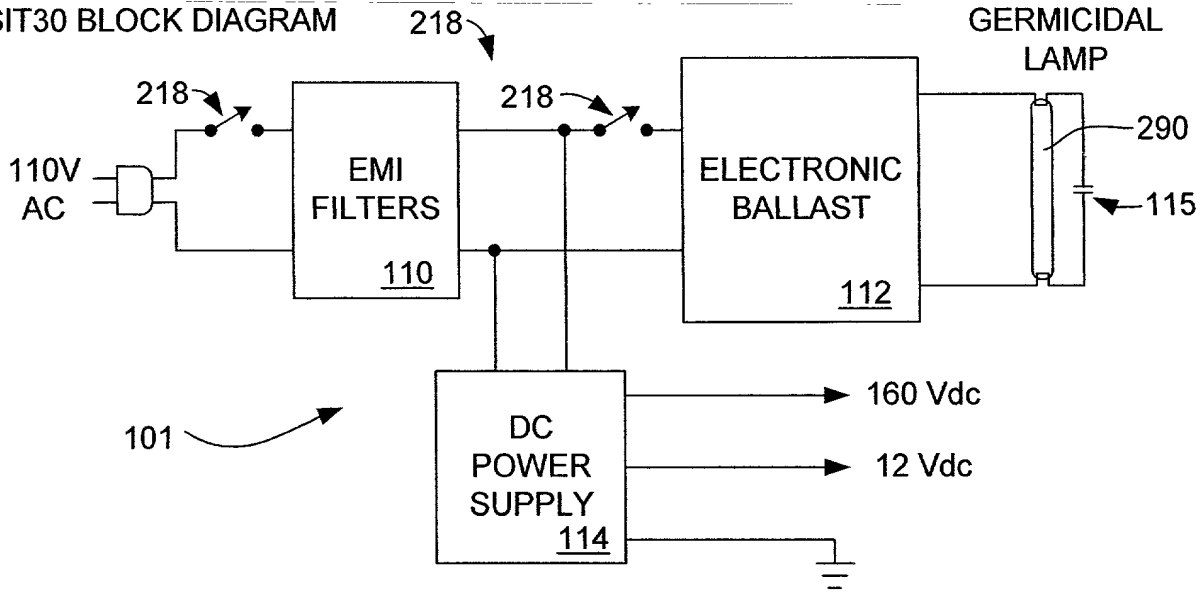 SIT30 BLOCK DIAGRAM
218
GERMICIDAL
LAMP
218
218
290
110V
AC
EMI
FILTERS
110
ELECTRONIC
BALLAST
112
115
101
DC
POWER
SUPPLY
114
160 Vdc
12 Vdc